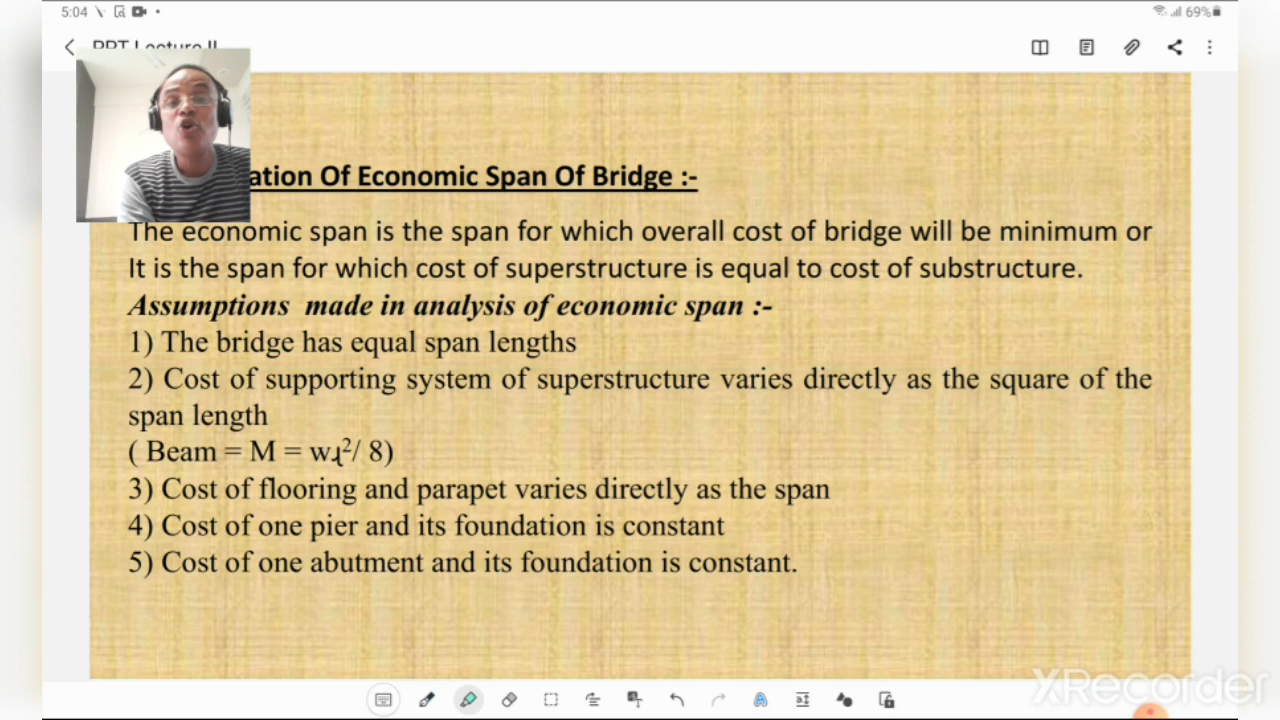 5:04
69%
PPT Lecture II
ation Of Economic Span Of Bridge :-
The economic span is the span for which overall cost of bridge will be minimum or
It is the span for which cost of superstructure is equal to cost of substructure.
Assumptions made in analysis of economic span :-
1) The bridge has equal span lengths
2) Cost of supporting system of superstructure varies directly as the square of the
span length
( Beam = M = wɻ²/ 8)
3) Cost of flooring and parapet varies directly as the span
4) Cost of one pier and its foundation is constant
5) Cost of one abutment and its foundation is constant.
XRecorder